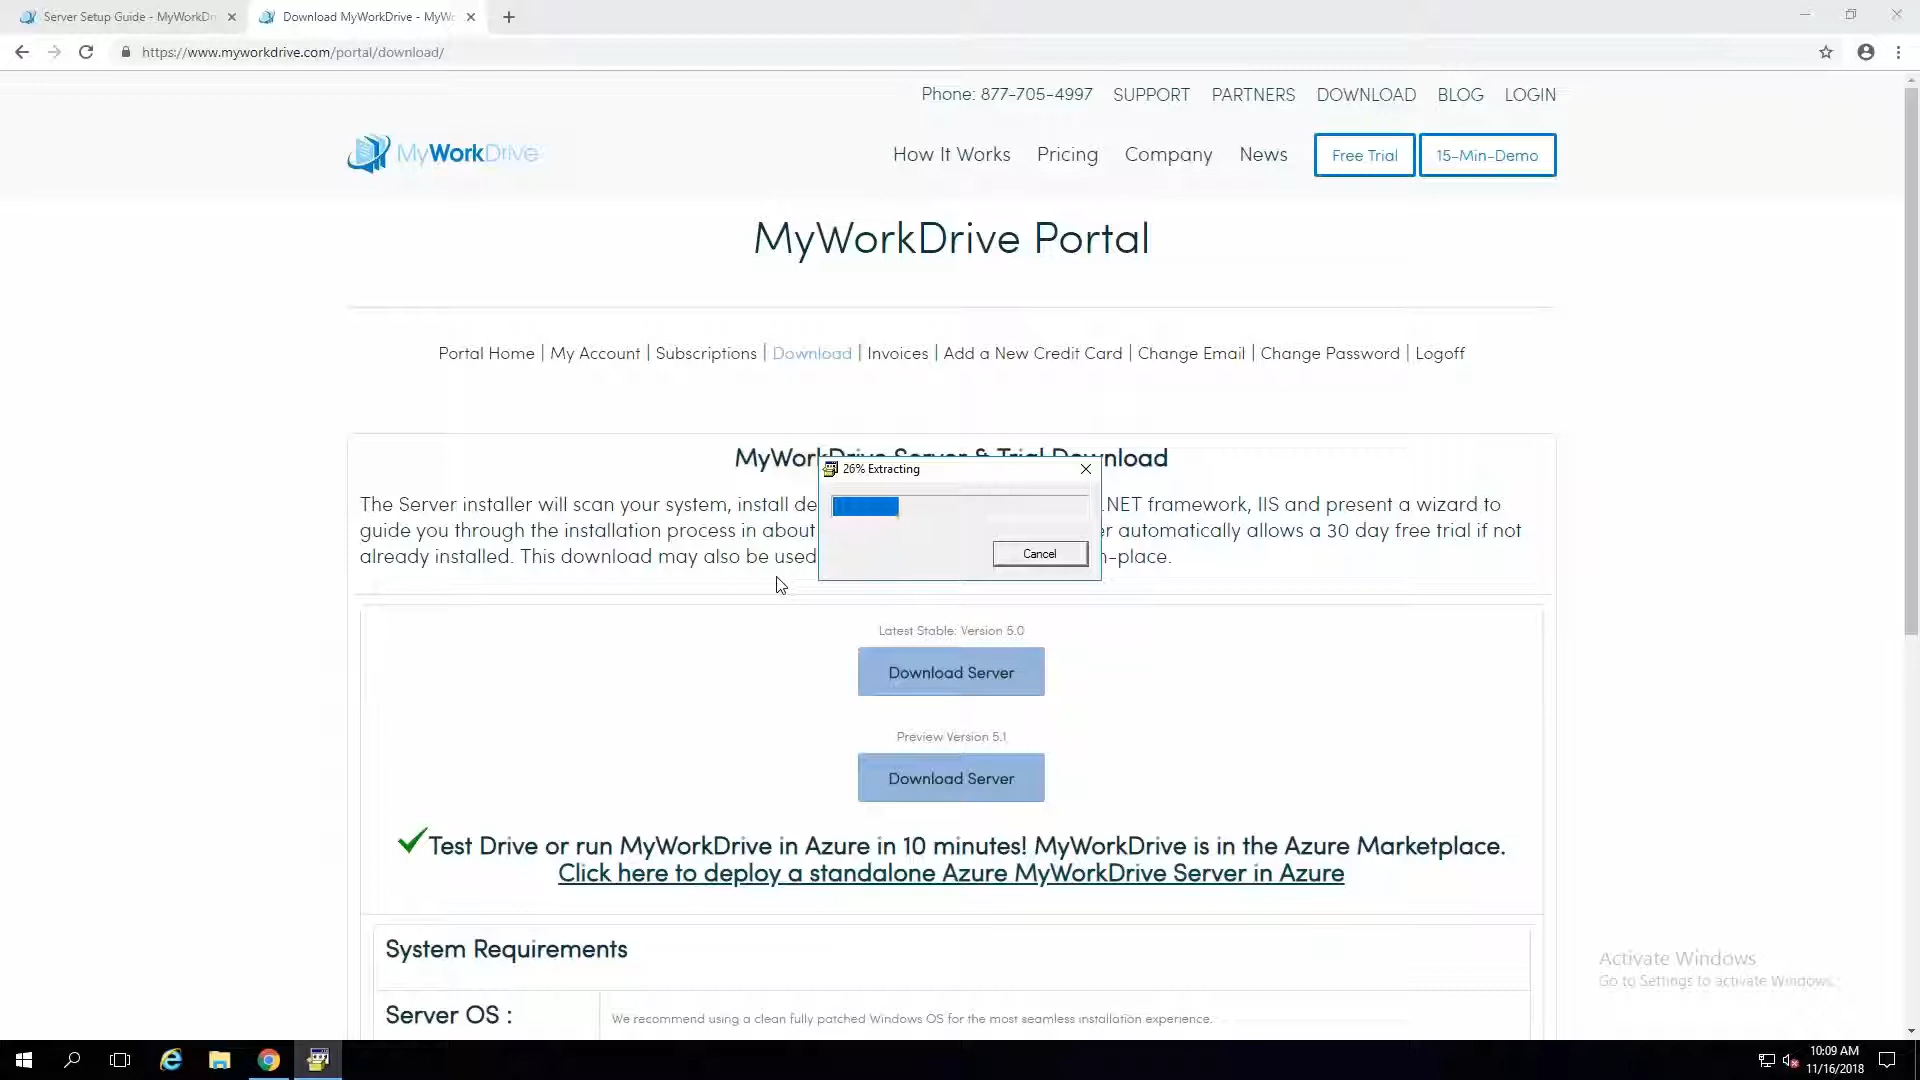 Server Setup Guide - MyWorkDr
Download MyWorkDrive - MyWo
https://www.myworkdrive.com/portal/download/
Phone: 877-705-4997 SUPPORT PARTNERS DOWNLOAD BLOG LOGIN
MyWorkDrive
How It Works Pricing Company News Free Trial 15-Min-Demo
MyWorkDrive Portal
Portal Home | My Account | Subscriptions | Download | Invoices | Add a New Credit Card | Change Email | Change Password | Logoff
MyWorkDrive Server & Trial Download
26% Extracting
Cancel
The Server installer will scan your system, install de .NET framework, IIS and present a wizard to
guide you through the installation process in about r automatically allows a 30 day free trial if not
already installed. This download may also be used n-place.
Latest Stable: Version 5.0
Download Server
Preview Version 5.1
Download Server
Test Drive or run MyWorkDrive in Azure in 10 minutes! MyWorkDrive is in the Azure Marketplace.
Click here to deploy a standalone Azure MyWorkDrive Server in Azure
System Requirements
Server OS :
We recommend using a clean fully patched Windows OS for the most seamless installation experience.
Activate Windows
Go to Settings to activate Windows.
10:09 AM
11/16/2018